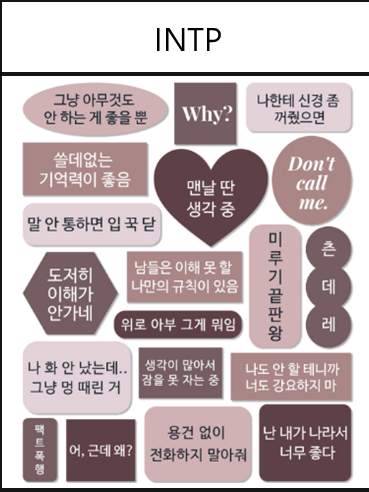 INTP
그냥 아무것도
안 하는 게 좋을 뿐
Why?
나한테 신경 좀
꺼줬으면
쓸데없는
기억력이 좋음
맨날 딴
생각 중
Don't
call
me.
말 안 통하면 입 꾹 닫
미루기끝판왕
츤데레
도저히
이해가
안가네
남들은 이해 못 할
나만의 규칙이 있음
위로 아부 그게 뭐임
나 화 안 났는데..
그냥 멍 때린 거
생각이 많아서
잠을 못 자는 중
나도 안 할 테니까
너도 강요하지 마
팩트폭행
어, 근데 왜?
용건 없이
전화하지 말아줘
난 내가 나라서
너무 좋다